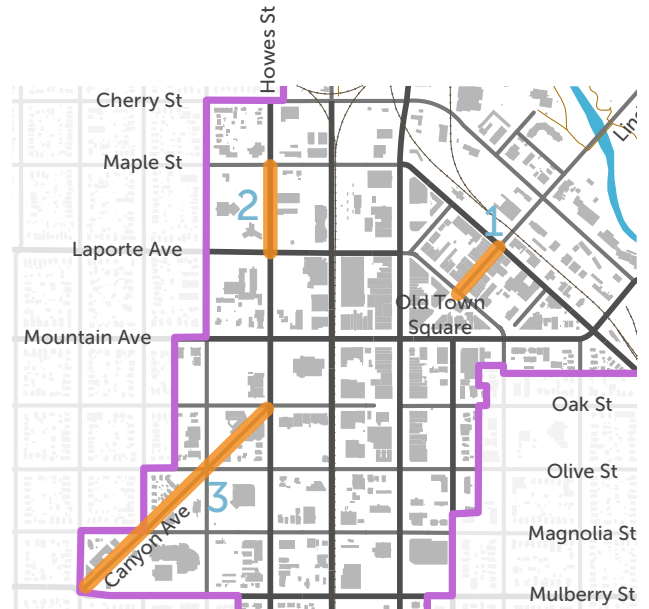 Howes St
Cherry St
Maple St
Lin
2
1
Laporte Ave
Old Town
Square
Mountain Ave
Oak St
Olive St
3
Canyon Ave
Magnolia St
Mulberry St